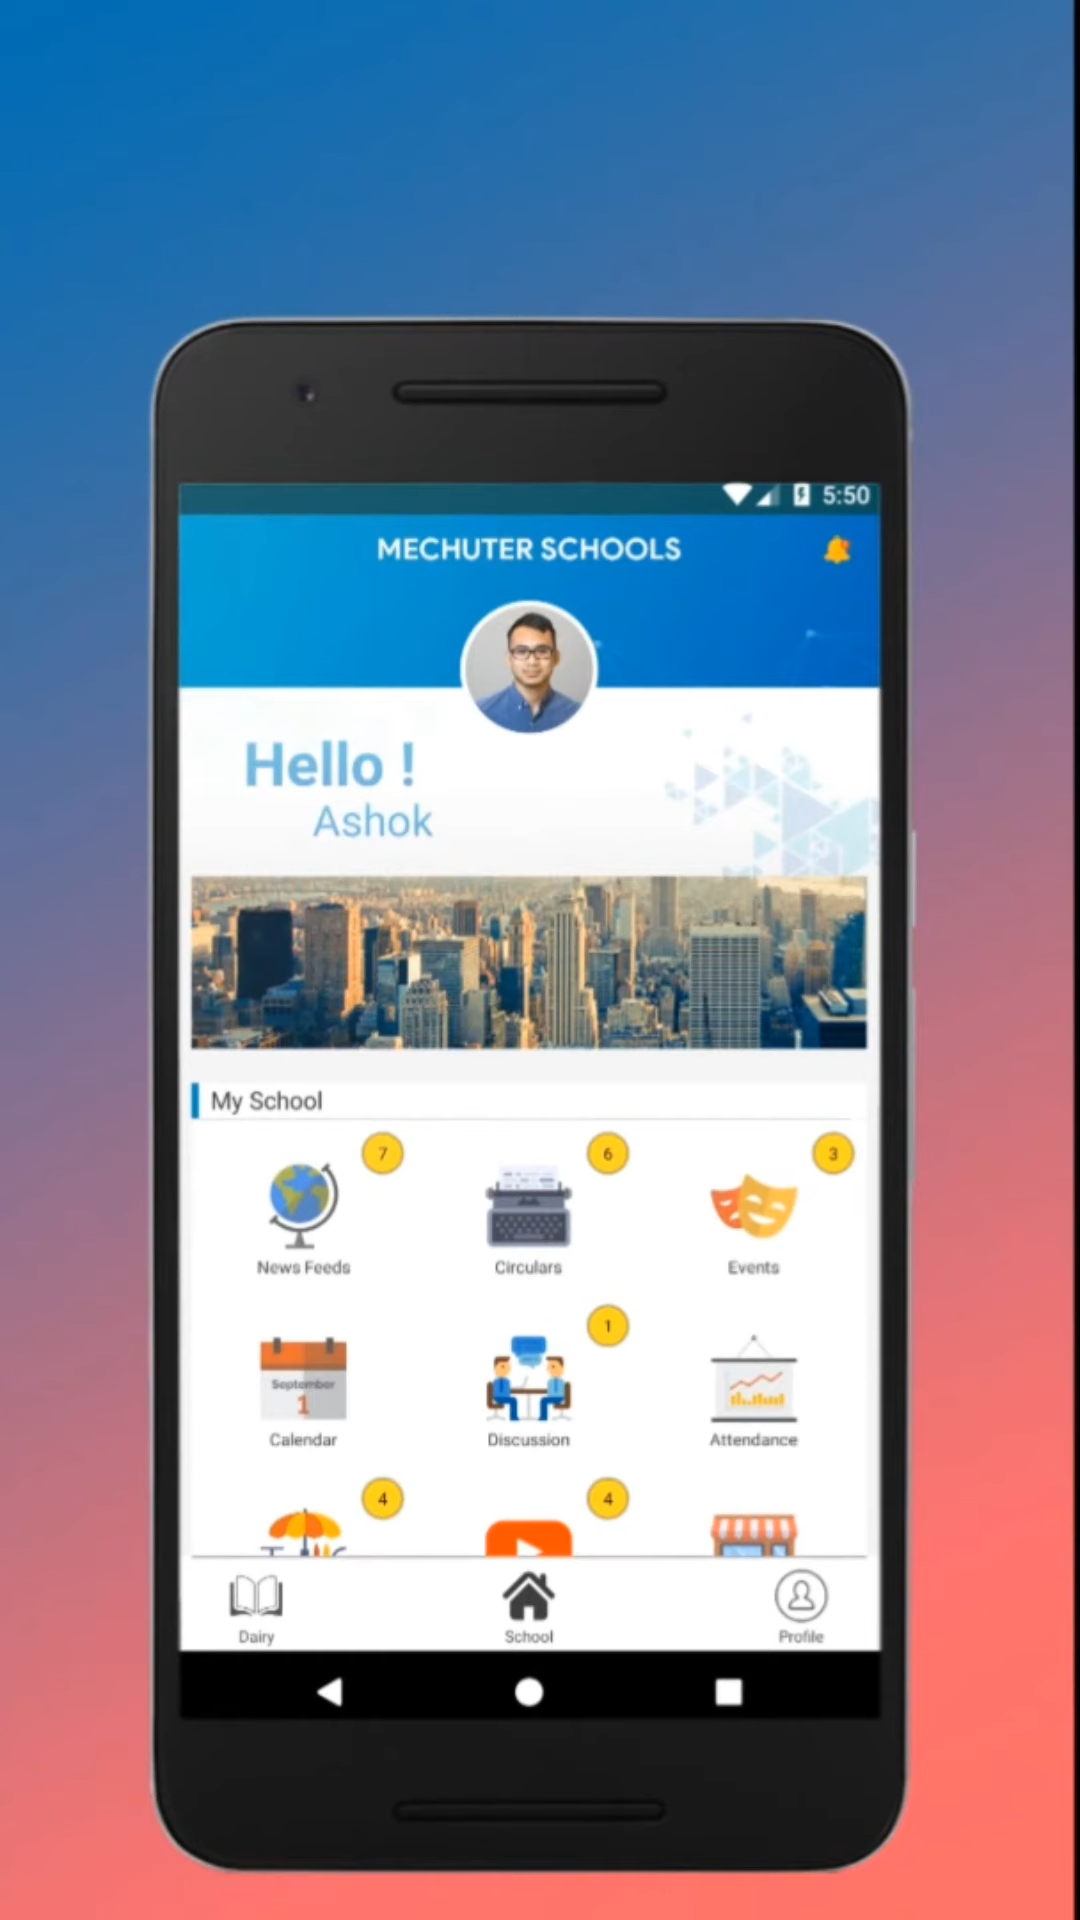 5:50
MECHUTER SCHOOLS
Hello !
Ashok
My School
7
6
3
News Feeds
Circulars
Events
1
September
1
Calendar
Discussion
Attendance
4
4
Dairy
School
Profile